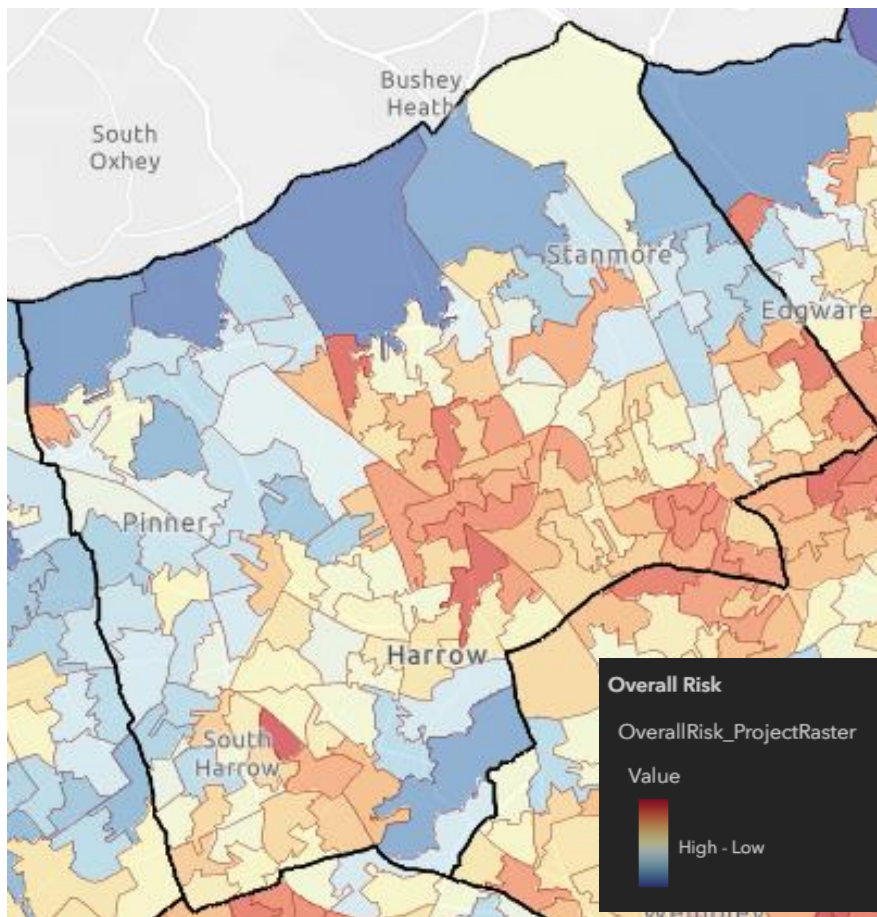 Bushey
Heath
South
Oxhey
Stanmore
Edgware
Pinner
Harrow
South
Harrow
Overall Risk
OverallRisk_ProjectRaster
Value
High - Low